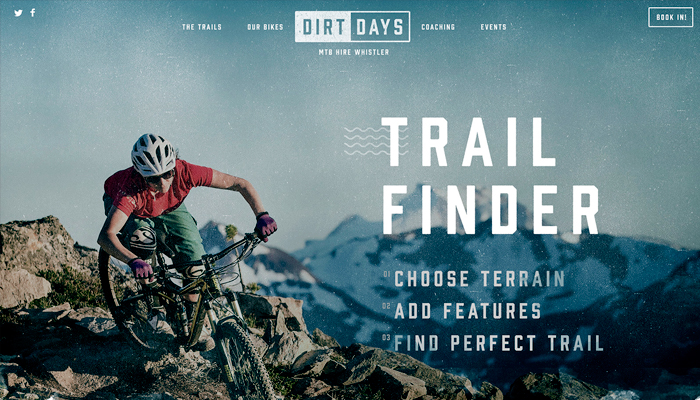 THE TRAILS
OUR BIKES
DIRT DAYS
COACHING
EVENTS
BOOK IN!
MTB HIRE WHISTLER
TRAIL
FINDER
01 CHOOSE TERRAIN
02 ADD FEATURES
03 FIND PERFECT TRAIL